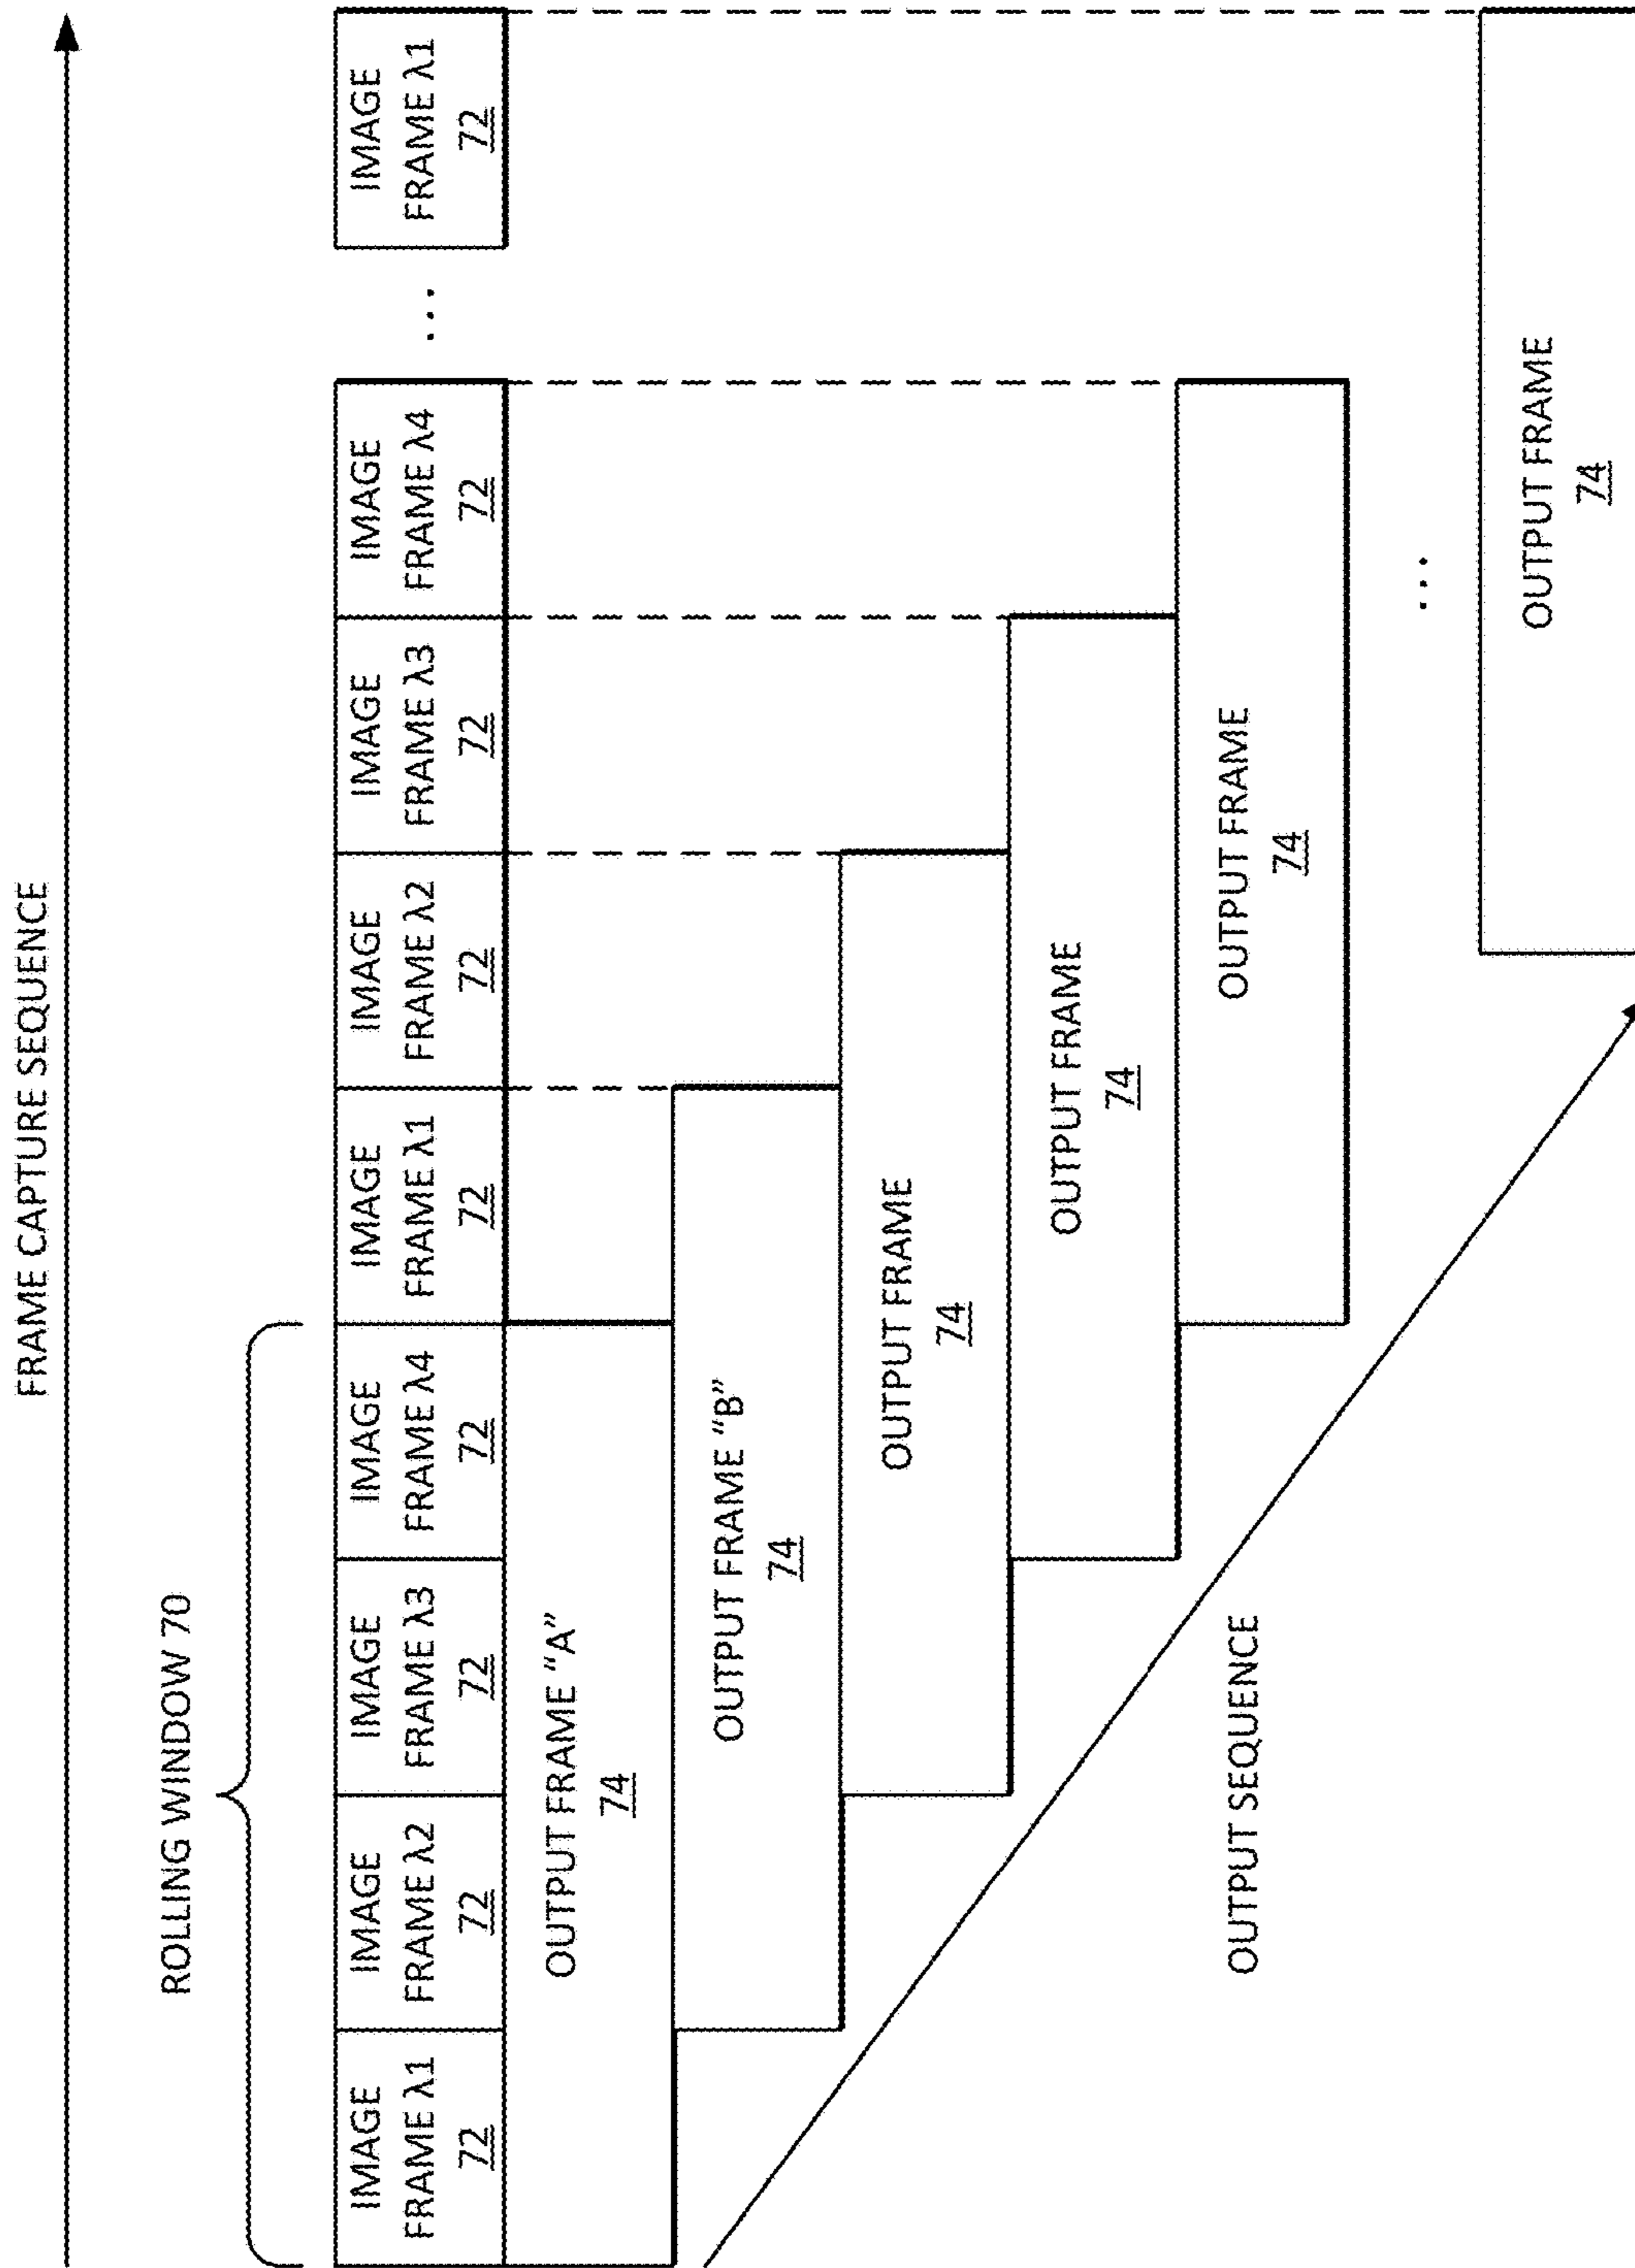 FRAME CAPTURE SEQUENCE
ROLLING WINDOW 70
IMAGE
FRAME λ1
72
IMAGE
FRAME λ2
72
IMAGE
FRAME λ3
72
IMAGE
FRAME λ4
72
IMAGE
FRAME λ1
72
IMAGE
FRAME λ2
72
IMAGE
FRAME λ3
72
IMAGE
FRAME λ4
72
...
IMAGE
FRAME λ1
72
OUTPUT FRAME "A"
74
OUTPUT FRAME "B"
74
OUTPUT FRAME
74
OUTPUT FRAME
74
OUTPUT FRAME
74
...
OUTPUT FRAME
74
OUTPUT SEQUENCE